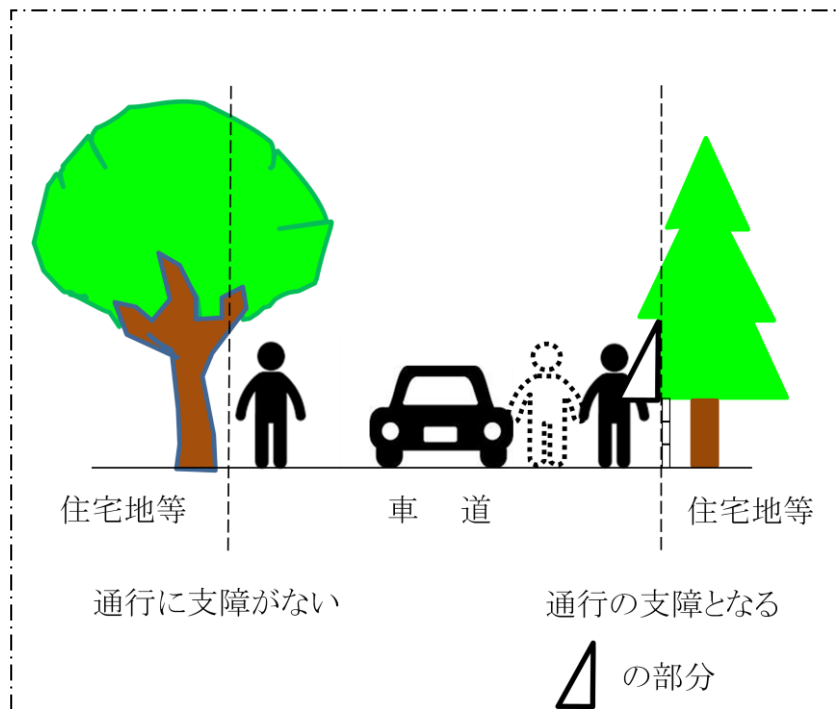 住宅地等
車 道
住宅地等
通行に支障がない
通行の支障となる
の部分